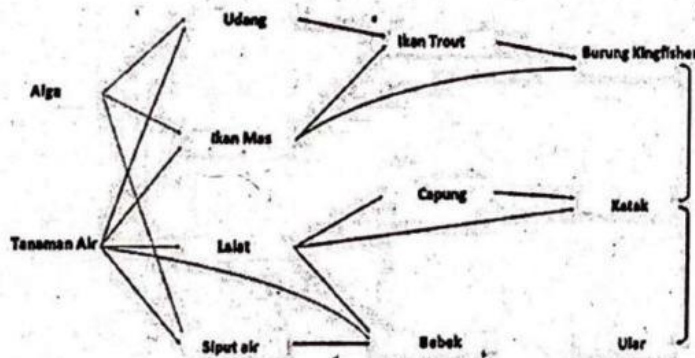 Udang
Ikan Trout
Burung Kingfisher
Alga
Ikan Mas
Capung
Katak
Tanaman Air
Lalat
Siput air
Bebek
Ular